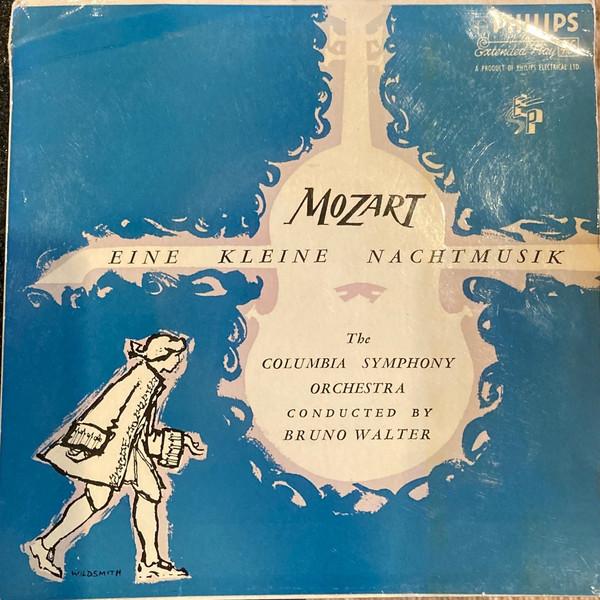 PHILIPS
Extended Play
A PRODUCT OF PHILIPS ELECTRICAL LTD.
EP
MOZART
EINE KLEINE NACHTMUSIK
The
COLUMBIA SYMPHONY
ORCHESTRA
CONDUCTED BY
BRUNO WALTER
WILDSMITH